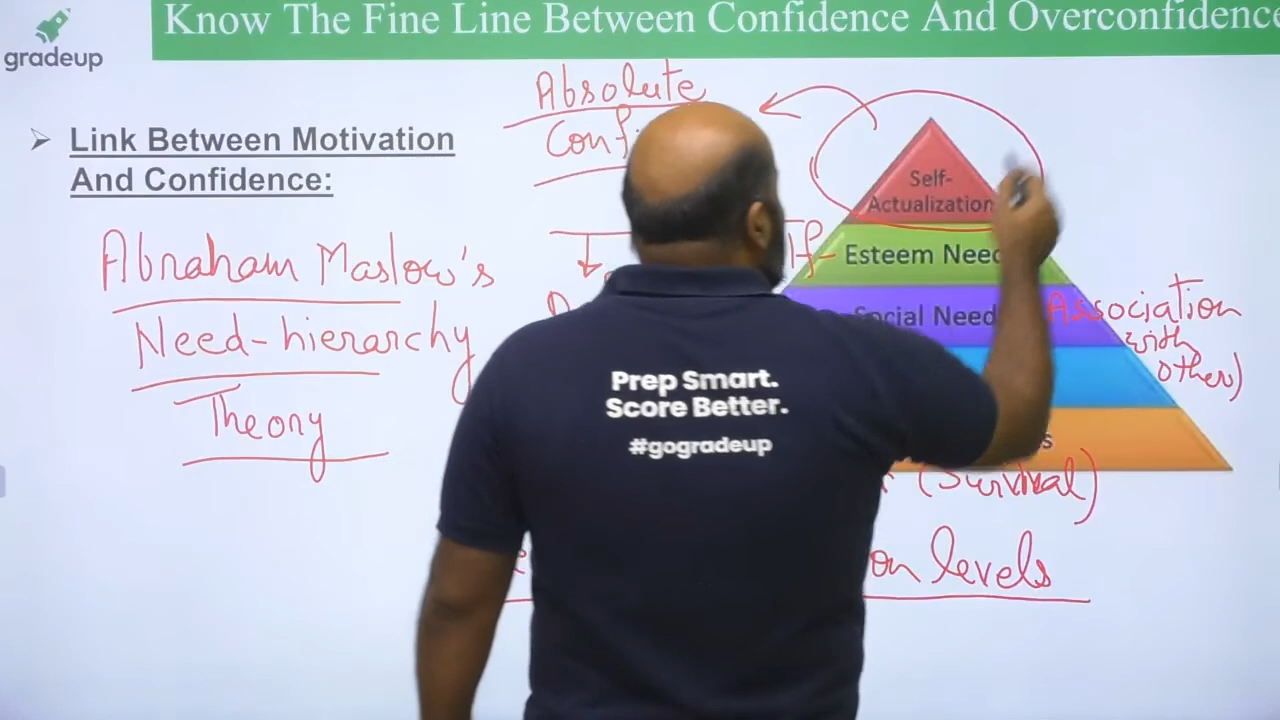 Know The Fine Line Between Confidence And Overconfidence
gradeup
Link Between Motivation
And Confidence:
Abraham Maslow's
Need-hierarchy
Theory
Absolute
Self-
Actualization
Esteem
Social Need
Association
with
others)
(Survival)
on levels
Prep Smart.
Score Better.
#gogradeup